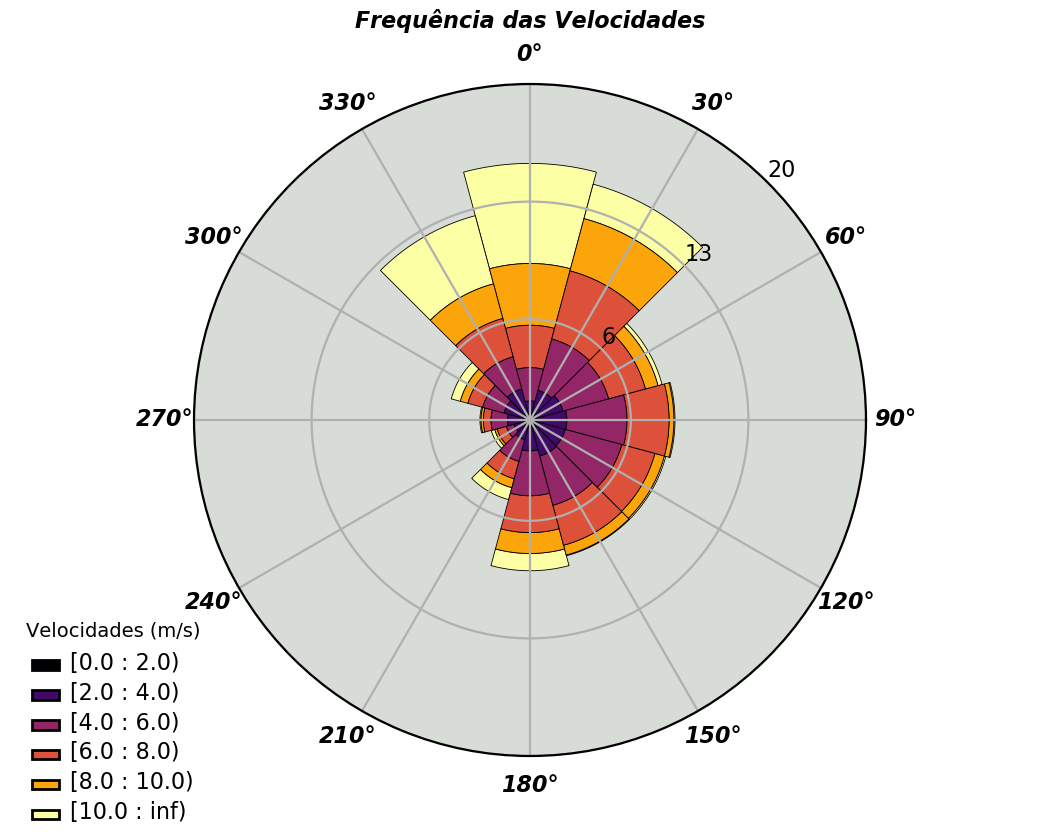 Frequência das Velocidades
0°
330°
30°
20
300°
60°
13
6
270°
90°
240°
120°
210°
150°
180°
Velocidades (m/s)
[0.0 : 2.0)
[2.0 : 4.0)
[4.0 : 6.0)
[6.0 : 8.0)
[8.0 : 10.0)
[10.0 : inf)